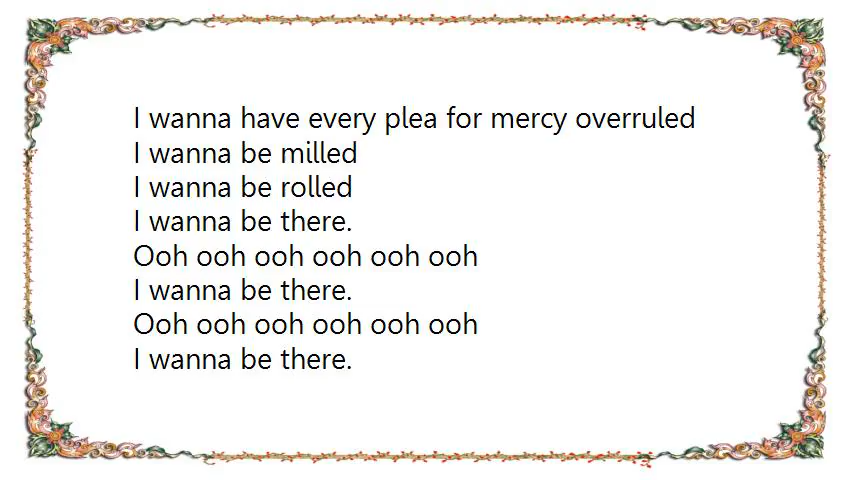 I wanna have every plea for mercy overruled
I wanna be milled
I wanna be rolled
I wanna be there.
Ooh ooh ooh ooh ooh ooh
I wanna be there.
Ooh ooh ooh ooh ooh ooh
I wanna be there.